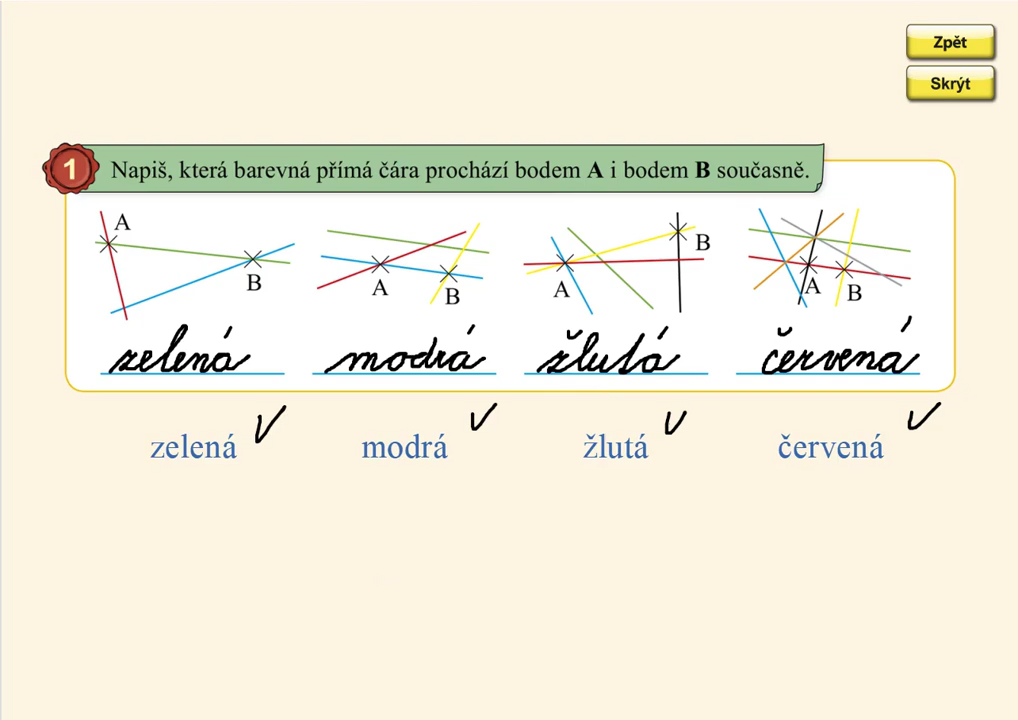 Zpět
Skrýt
1 Napiš, která barevná přímá čára prochází bodem A i bodem B současně.
A B A B A B A B
zelená modrá žlutá červená
zelená modrá žlutá červená